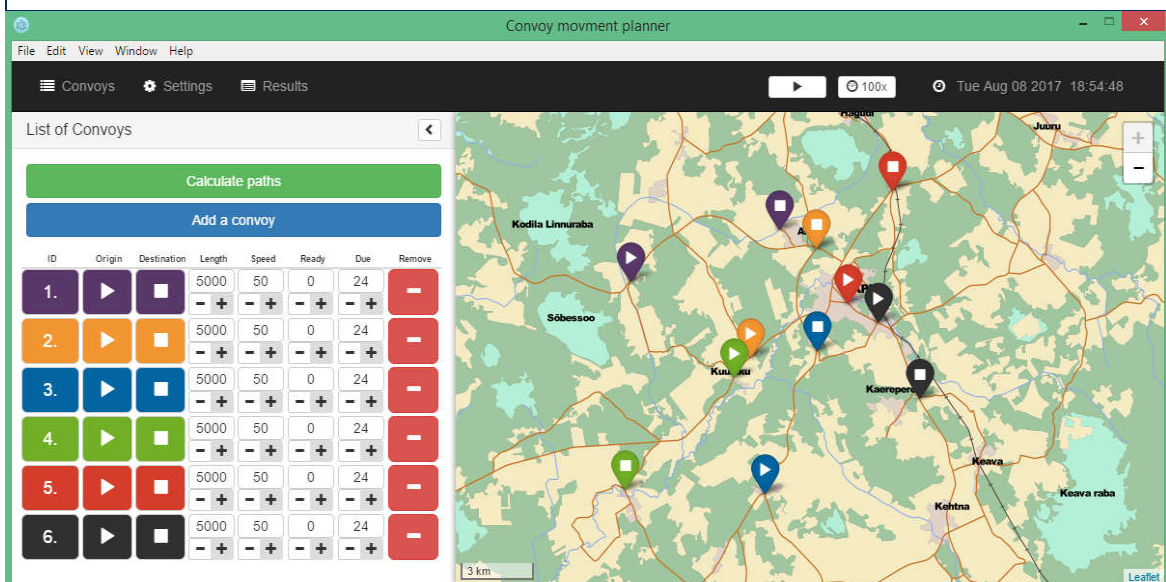 Convoy movment planner
File Edit View Window Help
Convoys Settings Results 100x Tue Aug 08 2017 18:54:48
List of Convoys
Calculate paths
Add a convoy
ID Origin Destination Length Speed Ready Due Remove
1. 5000 50 0 24
- + - + - + - +
2. 5000 50 0 24
- + - + - + - +
3. 5000 50 0 24
- + - + - + - +
4. 5000 50 0 24
- + - + - + - +
5. 5000 50 0 24
- + - + - + - +
6. 5000 50 0 24
- + - + - + - +
Hagudi
Juuru
+
-
Kodila Linnuraba
Sõbessoo
Kaerepere
Keava
Keava raba
Kehtna
3 km
Leaflet